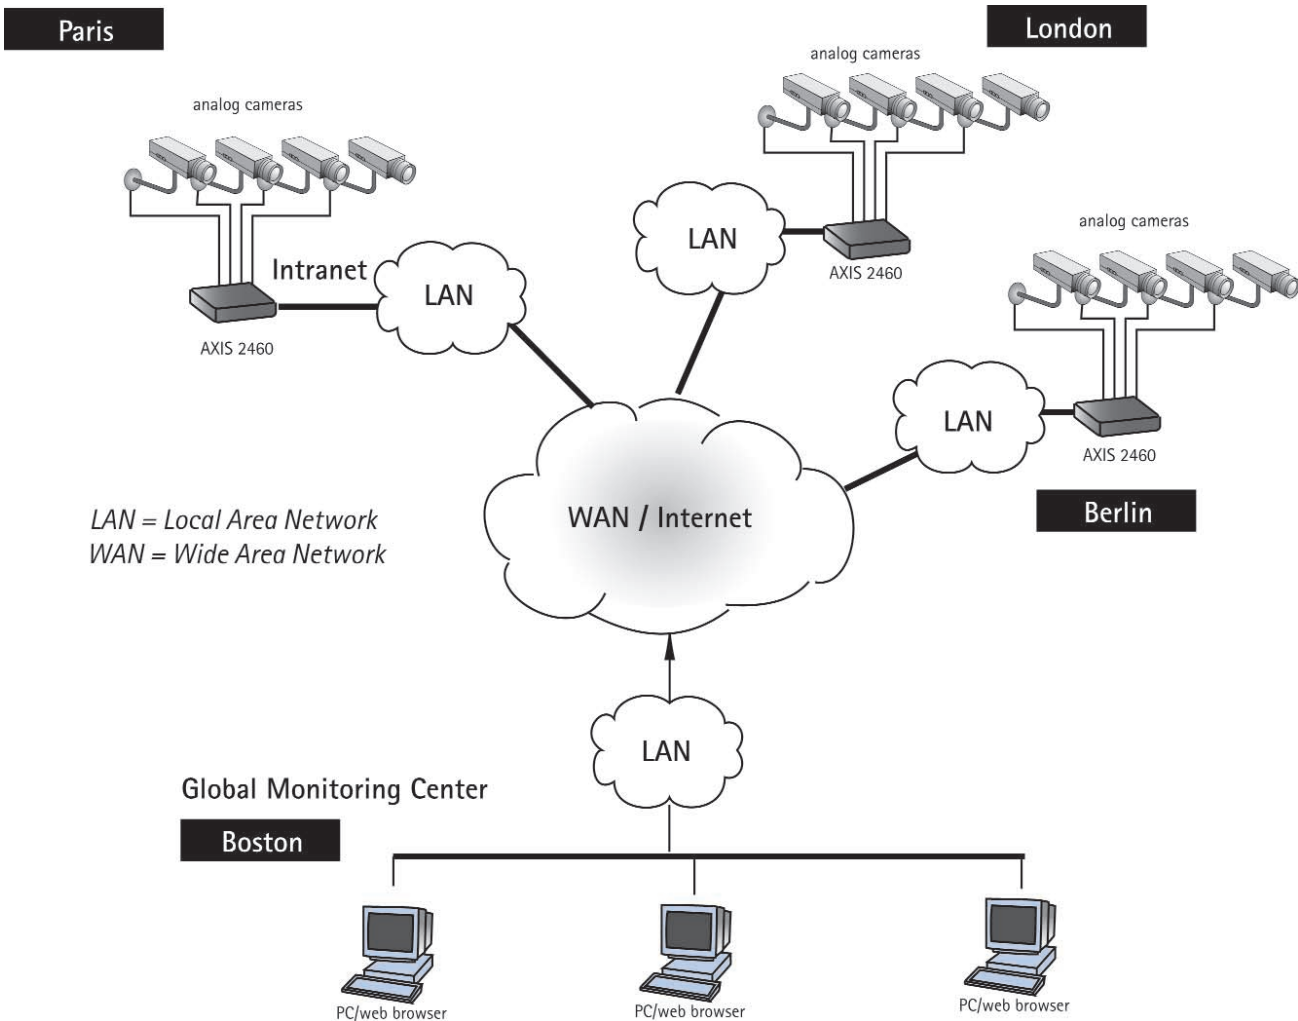 Paris
London
analog cameras
analog cameras
LAN
analog cameras
Intranet
LAN
AXIS 2460
AXIS 2460
LAN
AXIS 2460
Berlin
WAN / Internet
LAN = Local Area Network
WAN = Wide Area Network
LAN
Global Monitoring Center
Boston
PC/web browser
PC/web browser
PC/web browser